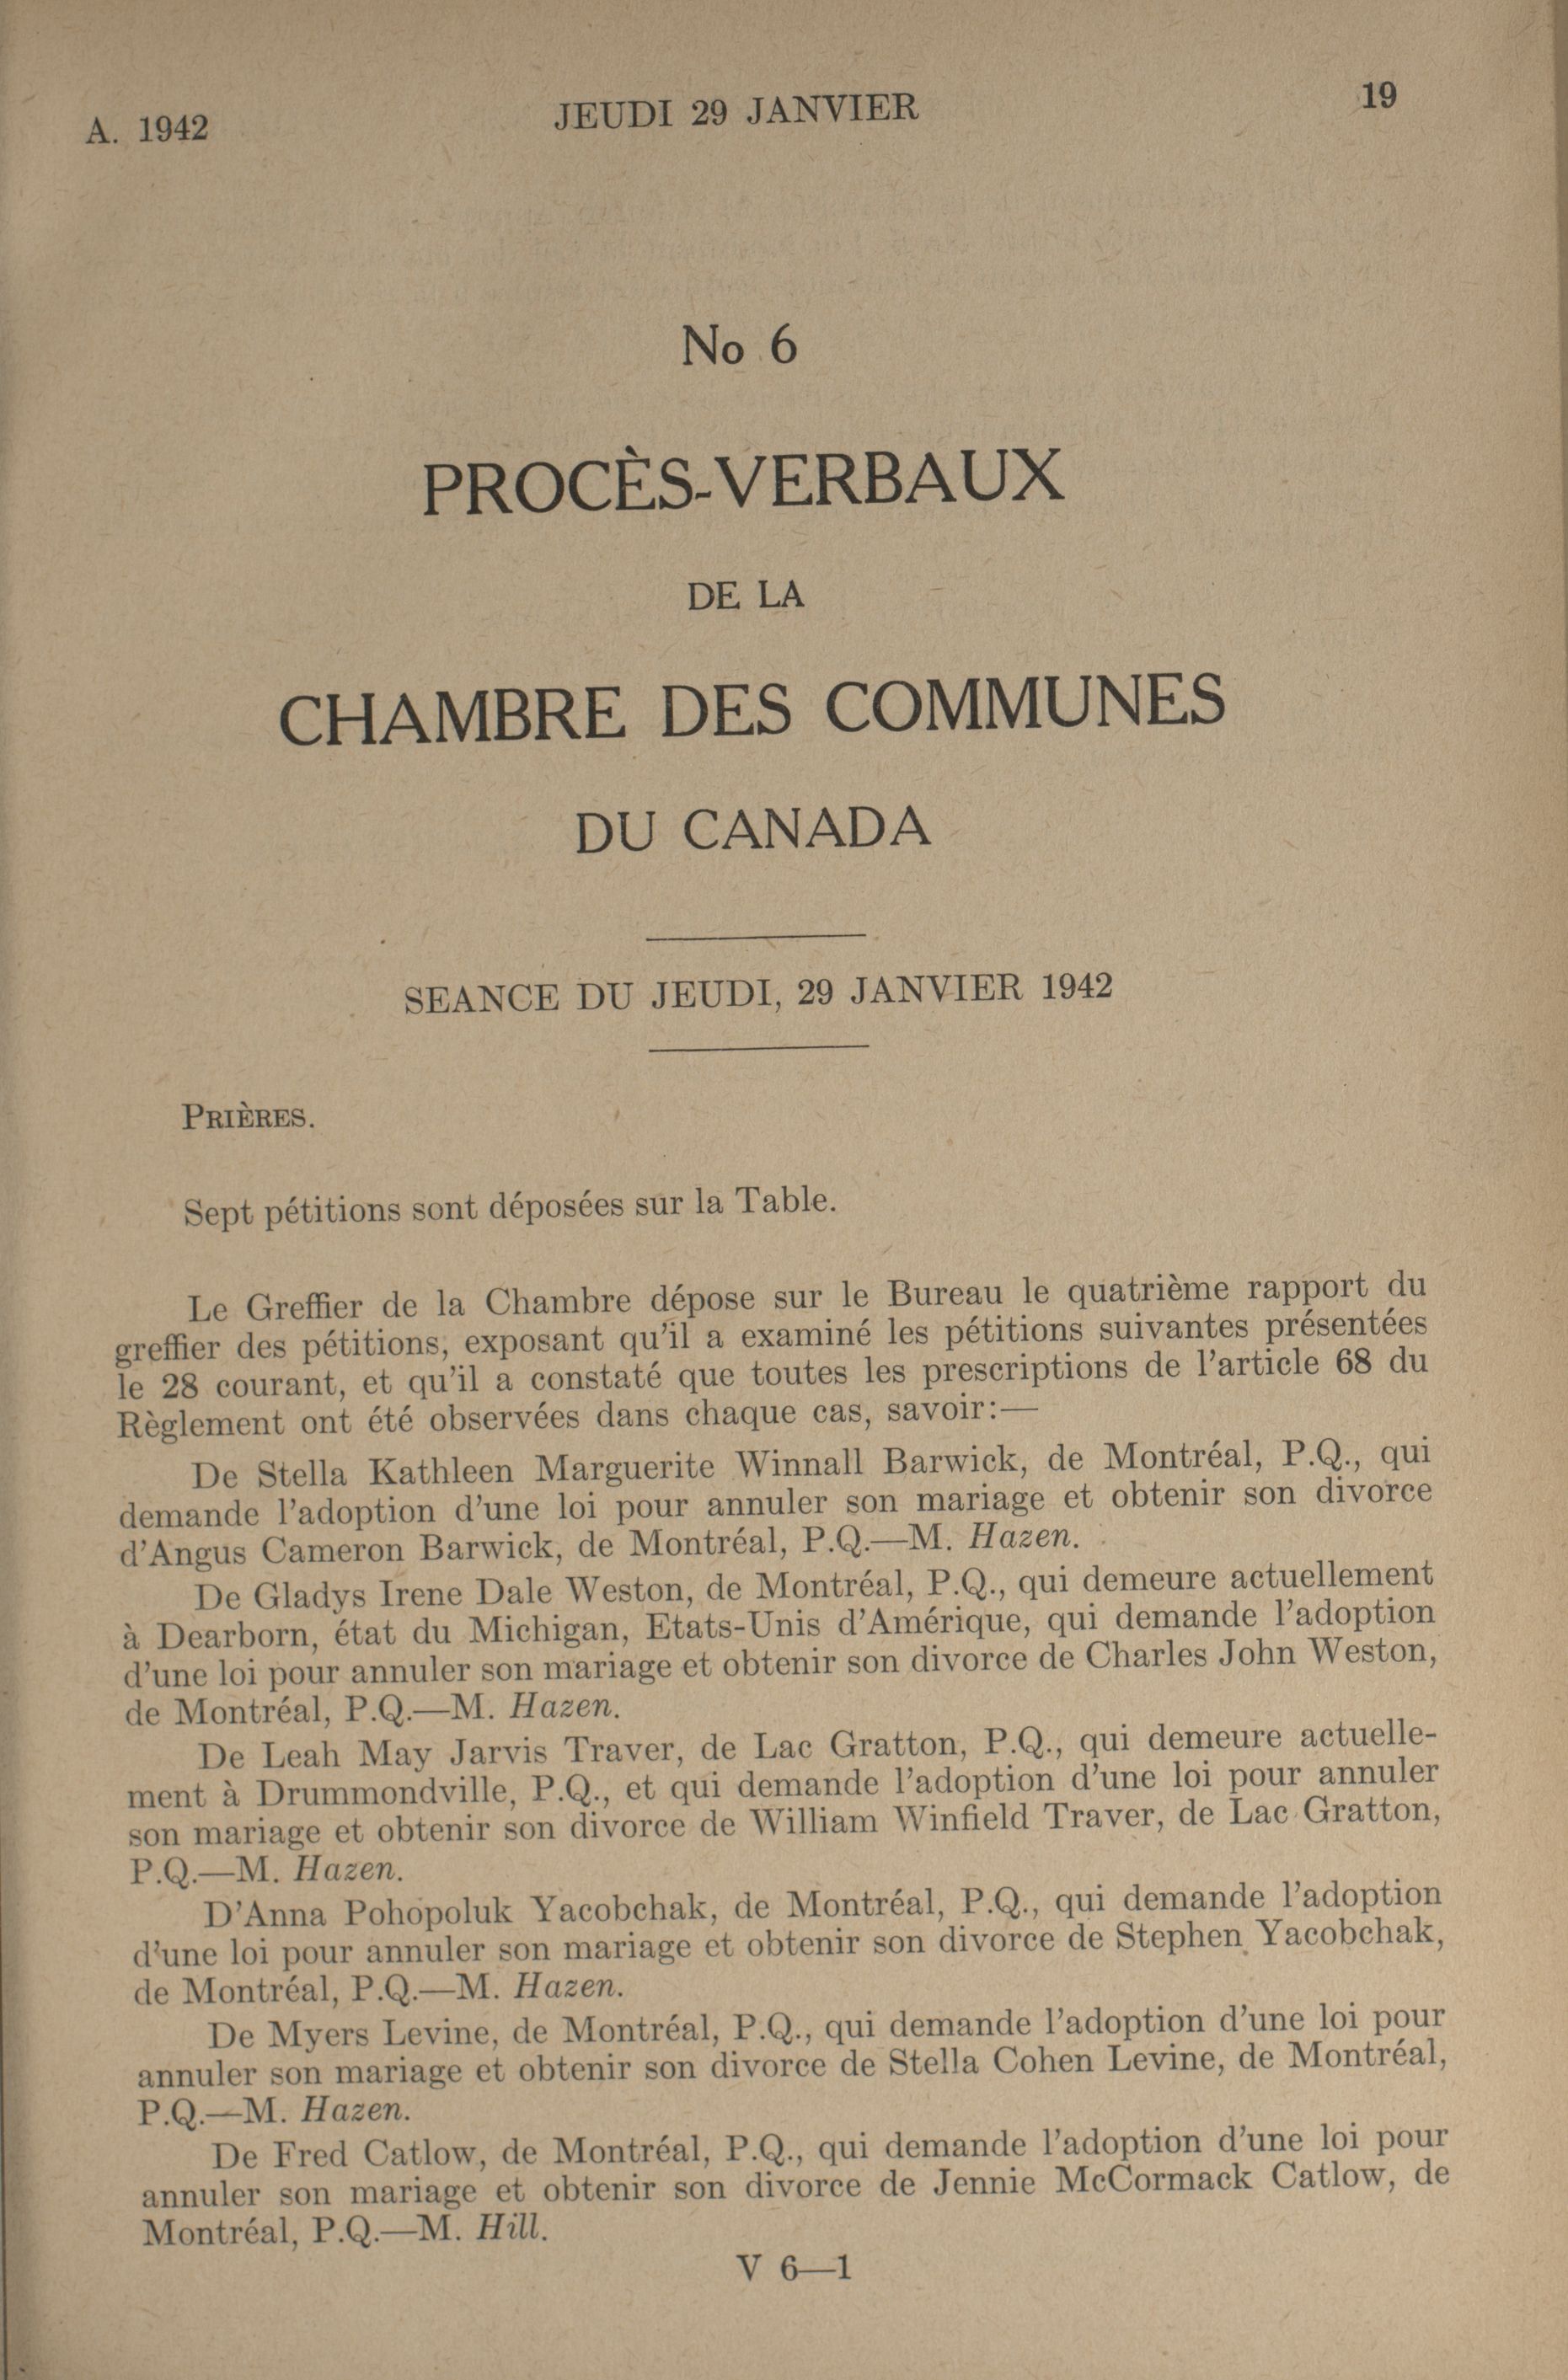 A. 1942
JEUDI 29 JANVIER
19
No 6
PROCÈS-VERBAUX
DE LA
CHAMBRE DES COMMUNES
DU CANADA
SEANCE DU JEUDI, 29 JANVIER 1942
PRIÈRES.
Sept pétitions sont déposées sur la Table.
Le Greffier de la Chambre dépose sur le Bureau le quatrième rapport du
greffier des pétitions, exposant qu'il a examiné les pétitions suivantes présentées
le 28 courant, et qu'il a constaté que toutes les prescriptions de l'article 68 du
Règlement ont été observées dans chaque cas, savoir:—
De Stella Kathleen Marguerite Winnall Barwick, de Montréal, P.Q., qui
demande l'adoption d'une loi pour annuler son mariage et obtenir son divorce
d'Angus Cameron Barwick, de Montréal, P.Q.—M. Hazen.
De Gladys Irene Dale Weston, de Montréal, P.Q., qui demeure actuellement
à Dearborn, état du Michigan, Etats-Unis d'Amérique, qui demande l'adoption
d'une loi pour annuler son mariage et obtenir son divorce de Charles John Weston,
de Montréal, P.Q.—M. Hazen.
De Leah May Jarvis Traver, de Lac Gratton, P.Q., qui demeure actuelle-
ment à Drummondville, P.Q., et qui demande l'adoption d'une loi pour annuler
son mariage et obtenir son divorce de William Winfield Traver, de Lac Gratton,
P.Q.—M. Hazen.
D'Anna Pohopoluk Yacobchak, de Montréal, P.Q., qui demande l'adoption
d'une loi pour annuler son mariage et obtenir son divorce de Stephen Yacobchak,
de Montréal, P.Q.—M. Hazen.
De Myers Levine, de Montréal, P.Q., qui demande l'adoption d'une loi pour
annuler son mariage et obtenir son divorce de Stella Cohen Levine, de Montréal,
P.Q.—M. Hazen.
De Fred Catlow, de Montréal, P.Q., qui demande l'adoption d'une loi pour
annuler son mariage et obtenir son divorce de Jennie McCormack Catlow, de
Montréal, P.Q.—M. Hill.
V 6—1